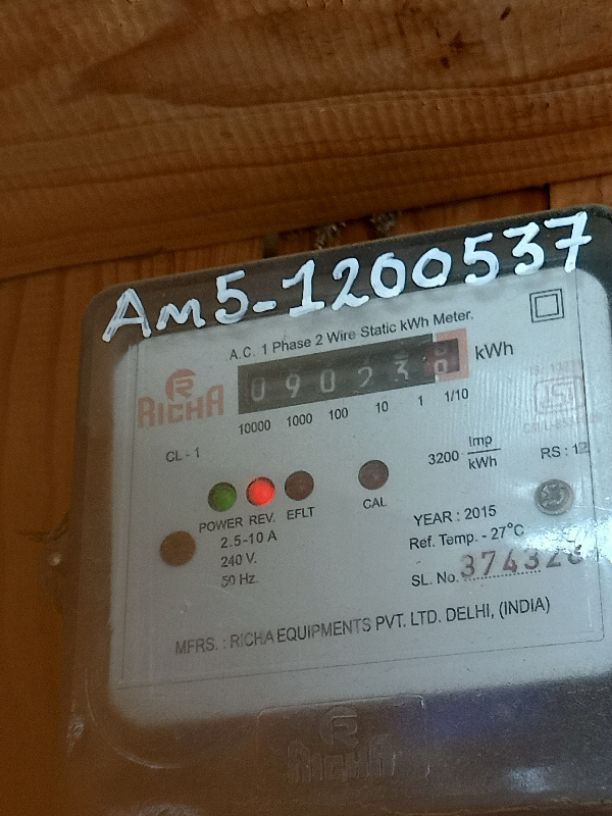 Am5-1200537
A.C. 1 Phase 2 Wire Static kWh Meter.
kWh
RICHA
10000 1000 100 10 1 1/10
CL - 1
3200 Imp/kWh
RS : 12
POWER REV. EFLT CAL
2.5-10 A
240 V.
50 Hz.
YEAR : 2015
Ref. Temp. - 27°C
SL. No.
MFRS. : RICHA EQUIPMENTS PVT. LTD. DELHI, (INDIA)
RICHA